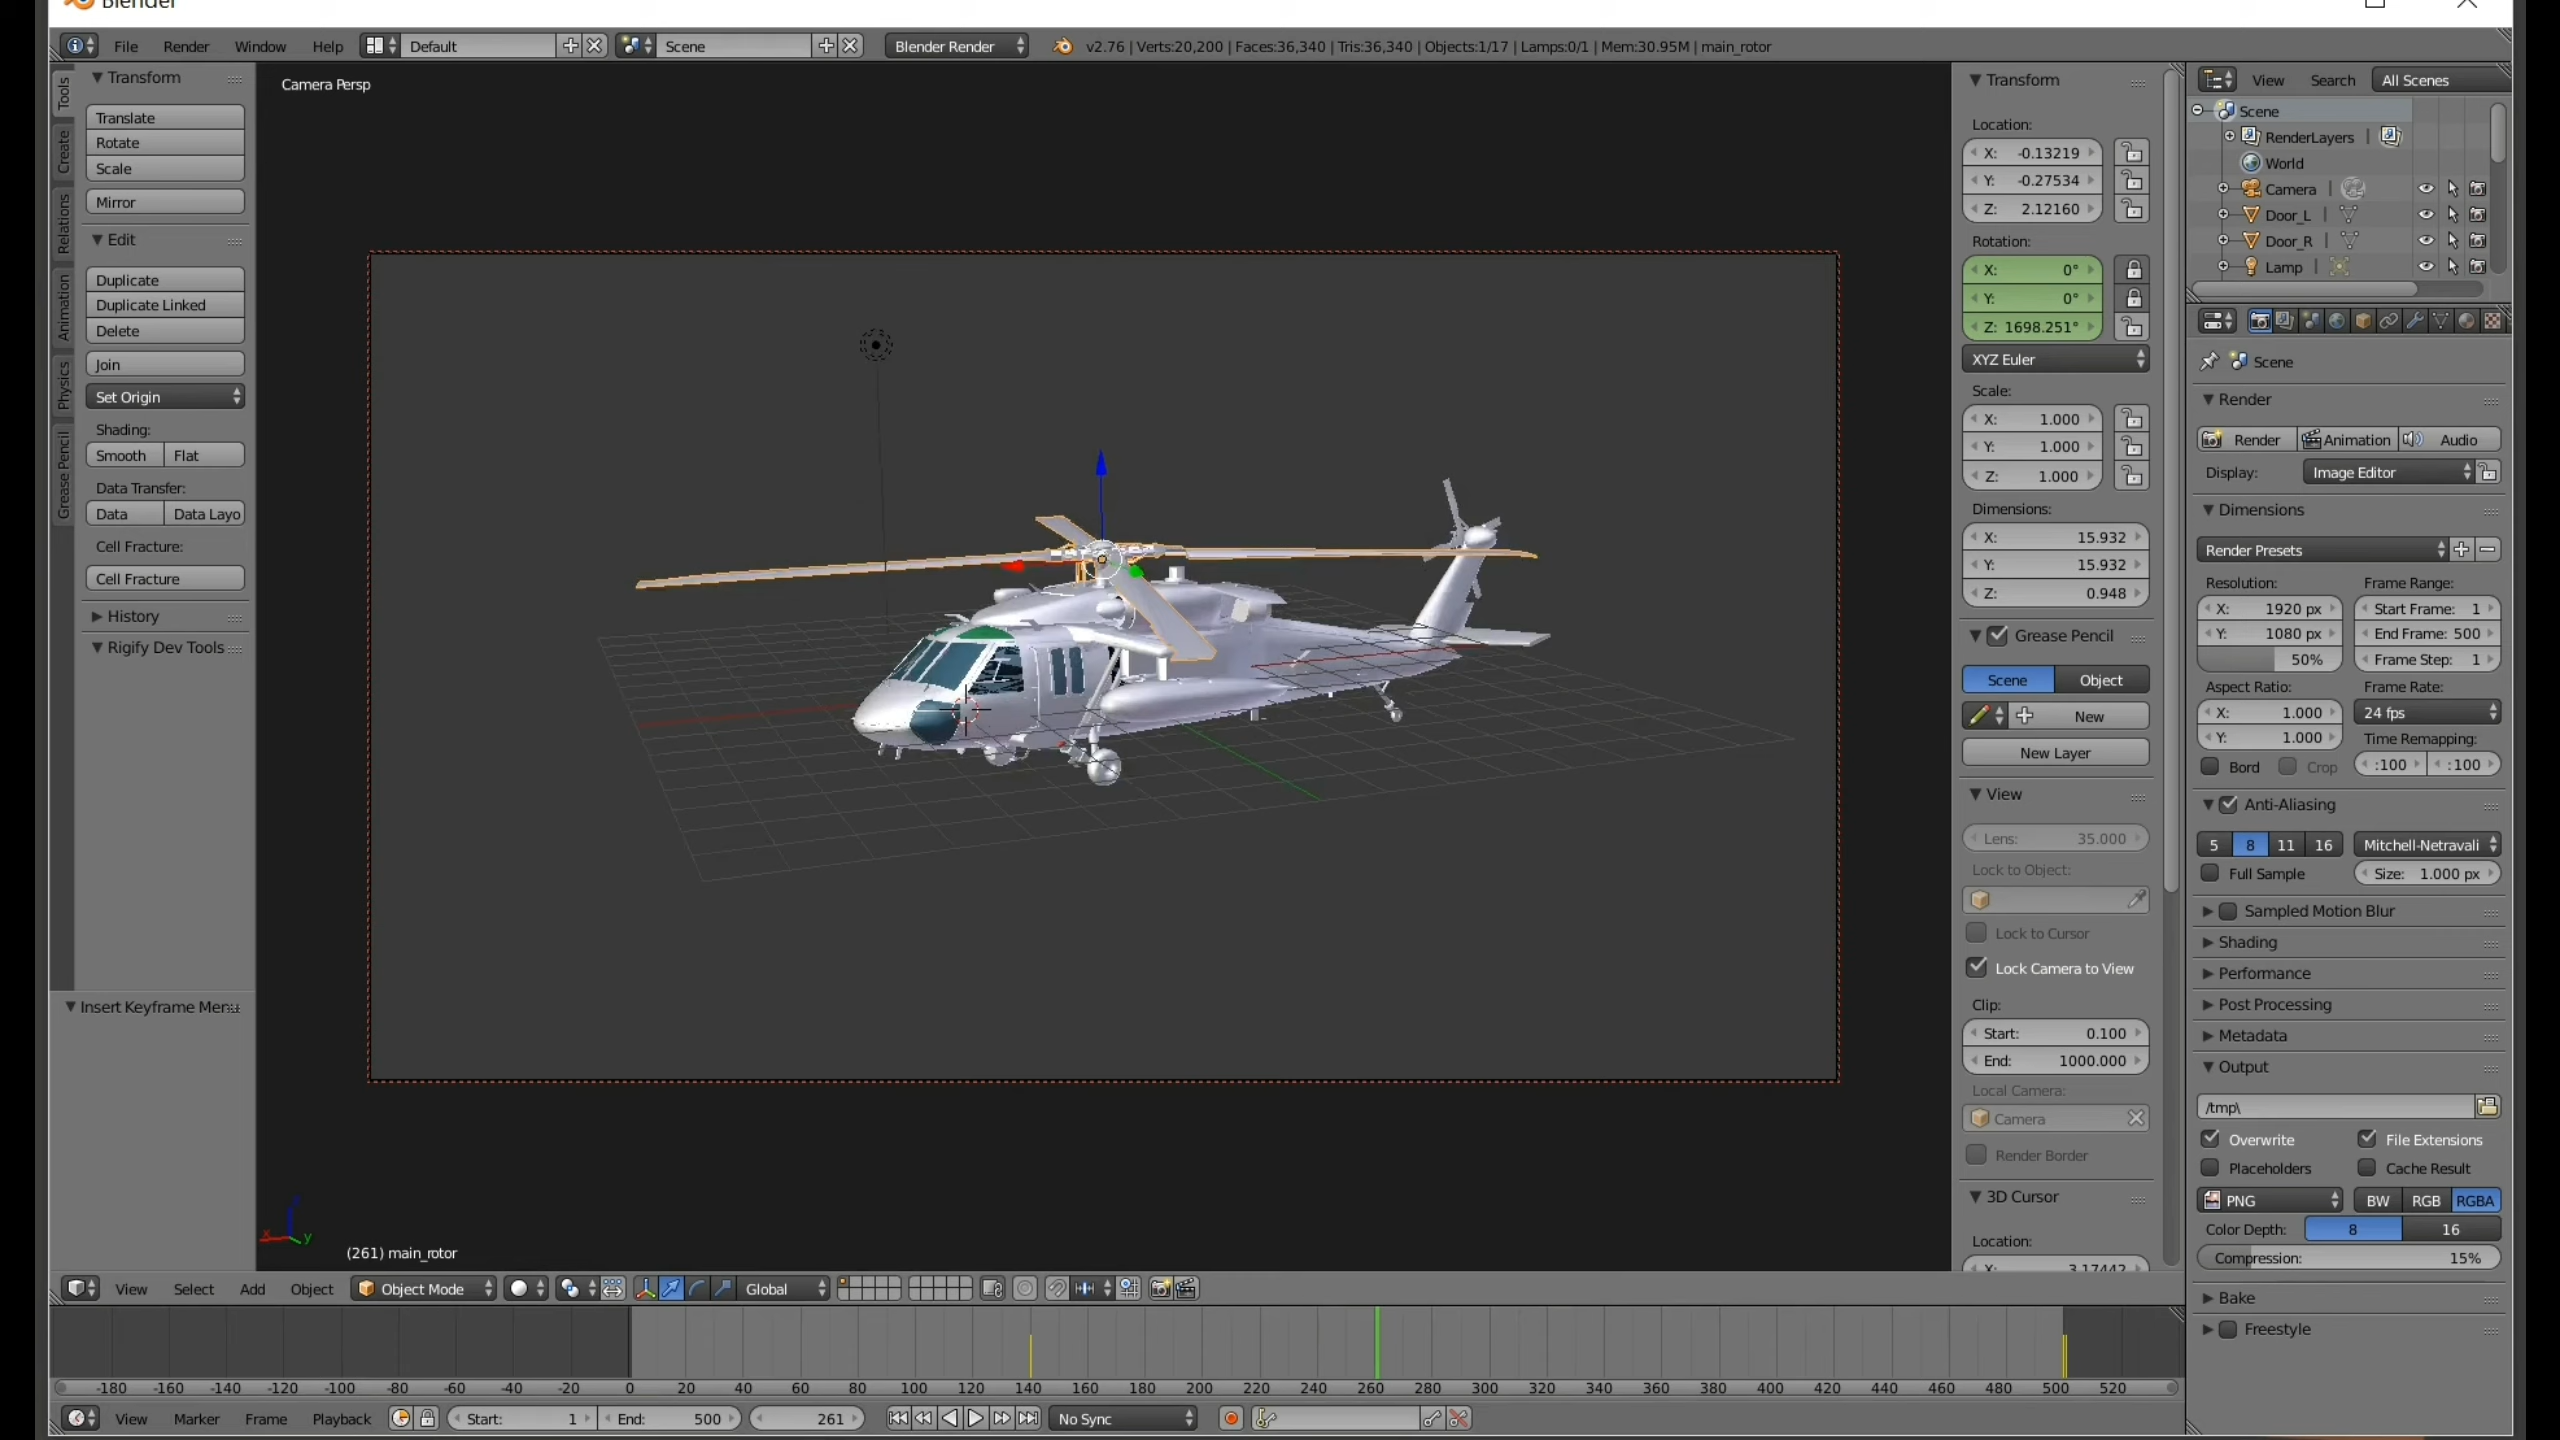 Blender
File Render Window Help Default Scene Blender Render v2.76 | Verts:20,200 | Faces:36,340 | Tris:36,340 | Objects:1/17 | Lamps:0/1 | Mem:30.95M | main_rotor
Tools
Create
Relations
Animation
Physics
Grease Pencil
Transform
Translate
Rotate
Scale
Mirror
Edit
Duplicate
Duplicate Linked
Delete
Join
Set Origin
Shading:
Smooth Flat
Data Transfer:
Data Data Layo
Cell Fracture:
Cell Fracture
History
Rigify Dev Tools
Insert Keyframe Menu
Camera Persp
x
y
(261) main_rotor
Transform
Location:
X: -0.13219
Y: -0.27534
Z: 2.12160
Rotation:
X: 0°
Y: 0°
Z: 1698.251°
XYZ Euler
Scale:
X: 1.000
Y: 1.000
Z: 1.000
Dimensions:
X: 15.932
Y: 15.932
Z: 0.948
Grease Pencil
Scene Object
New
New Layer
View
Lens: 35.000
Lock to Object:
Lock to Cursor
Lock Camera to View
Clip:
Start: 0.100
End: 1000.000
Local Camera:
Camera
Render Border
3D Cursor
Location:
X: 3.17442
View Search All Scenes
Scene
RenderLayers |
World
Camera |
Door_L |
Door_R |
Lamp |
Scene
Render
Render Animation Audio
Display: Image Editor
Dimensions
Render Presets
Resolution: Frame Range:
X: 1920 px Start Frame: 1
Y: 1080 px End Frame: 500
50% Frame Step: 1
Aspect Ratio: Frame Rate:
X: 1.000 24 fps
Y: 1.000 Time Remapping:
Bord Crop :100 :100
Anti-Aliasing
5 8 11 16 Mitchell-Netravali
Full Sample Size: 1.000 px
Sampled Motion Blur
Shading
Performance
Post Processing
Metadata
Output
/tmp\
Overwrite File Extensions
Placeholders Cache Result
PNG BW RGB RGBA
Color Depth: 8 16
Compression: 15%
Bake
Freestyle
View Select Add Object Object Mode Global
-180 -160 -140 -120 -100 -80 -60 -40 -20 0 20 40 60 80 100 120 140 160 180 200 220 240 260 280 300 320 340 360 380 400 420 440 460 480 500 520
View Marker Frame Playback Start: 1 End: 500 261 No Sync